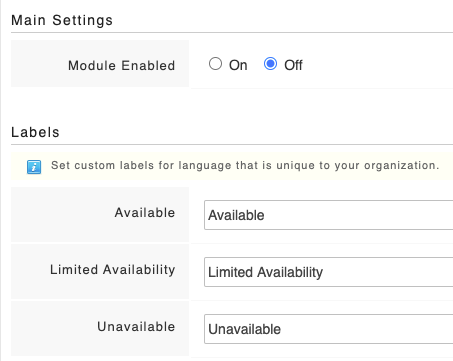 Main Settings
Module Enabled On Off
Labels
Set custom labels for language that is unique to your organization.
Available Available
Limited Availability Limited Availability
Unavailable Unavailable